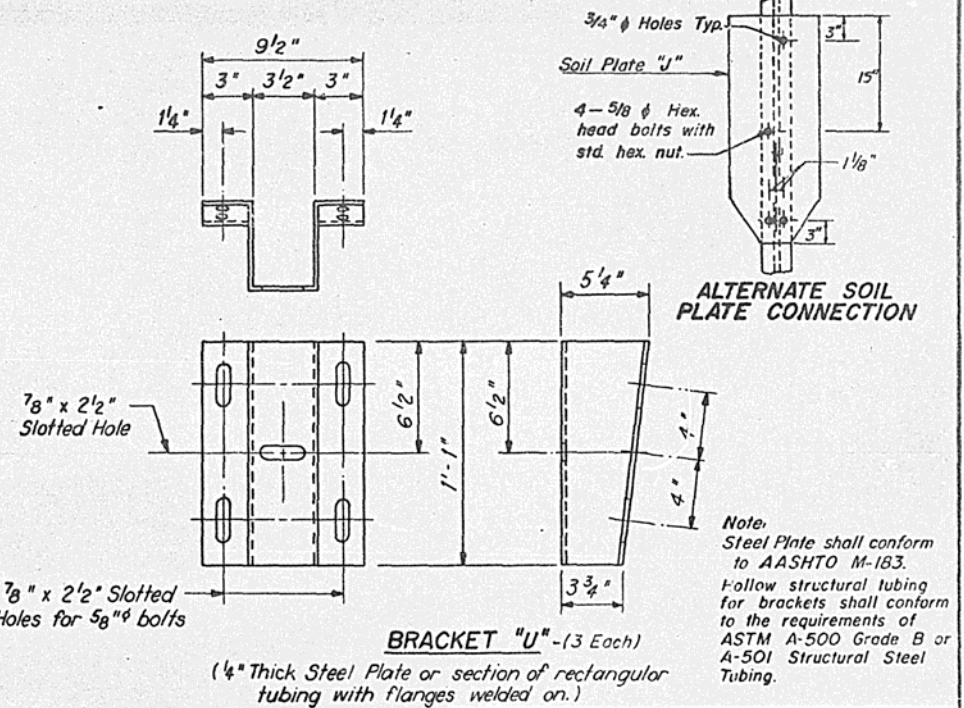 9 1/2"
3" 3 1/2" 3"
1 1/4" 1 1/4"
3/4" ϕ Holes Typ.
3"
Soil Plate "J"
15"
4 – 5/8 ϕ Hex.
head bolts with
std. hex. nut.
1 1/8"
3"
ALTERNATE SOIL
PLATE CONNECTION
5 1/4"
7/8" x 2 1/2"
Slotted Hole
6 1/2"
1'-1"
6 1/2"
4"
4"
3 3/4"
7/8" x 2 1/2" Slotted
Holes for 5/8"ϕ bolts
BRACKET "U" - (3 Each)
(1/4" Thick Steel Plate or section of rectangular
tubing with flanges welded on.)
Note:
Steel Plate shall conform
to AASHTO M-183.
Hollow structural tubing
for brackets shall conform
to the requirements of
ASTM A-500 Grade B or
A-501 Structural Steel
Tubing.